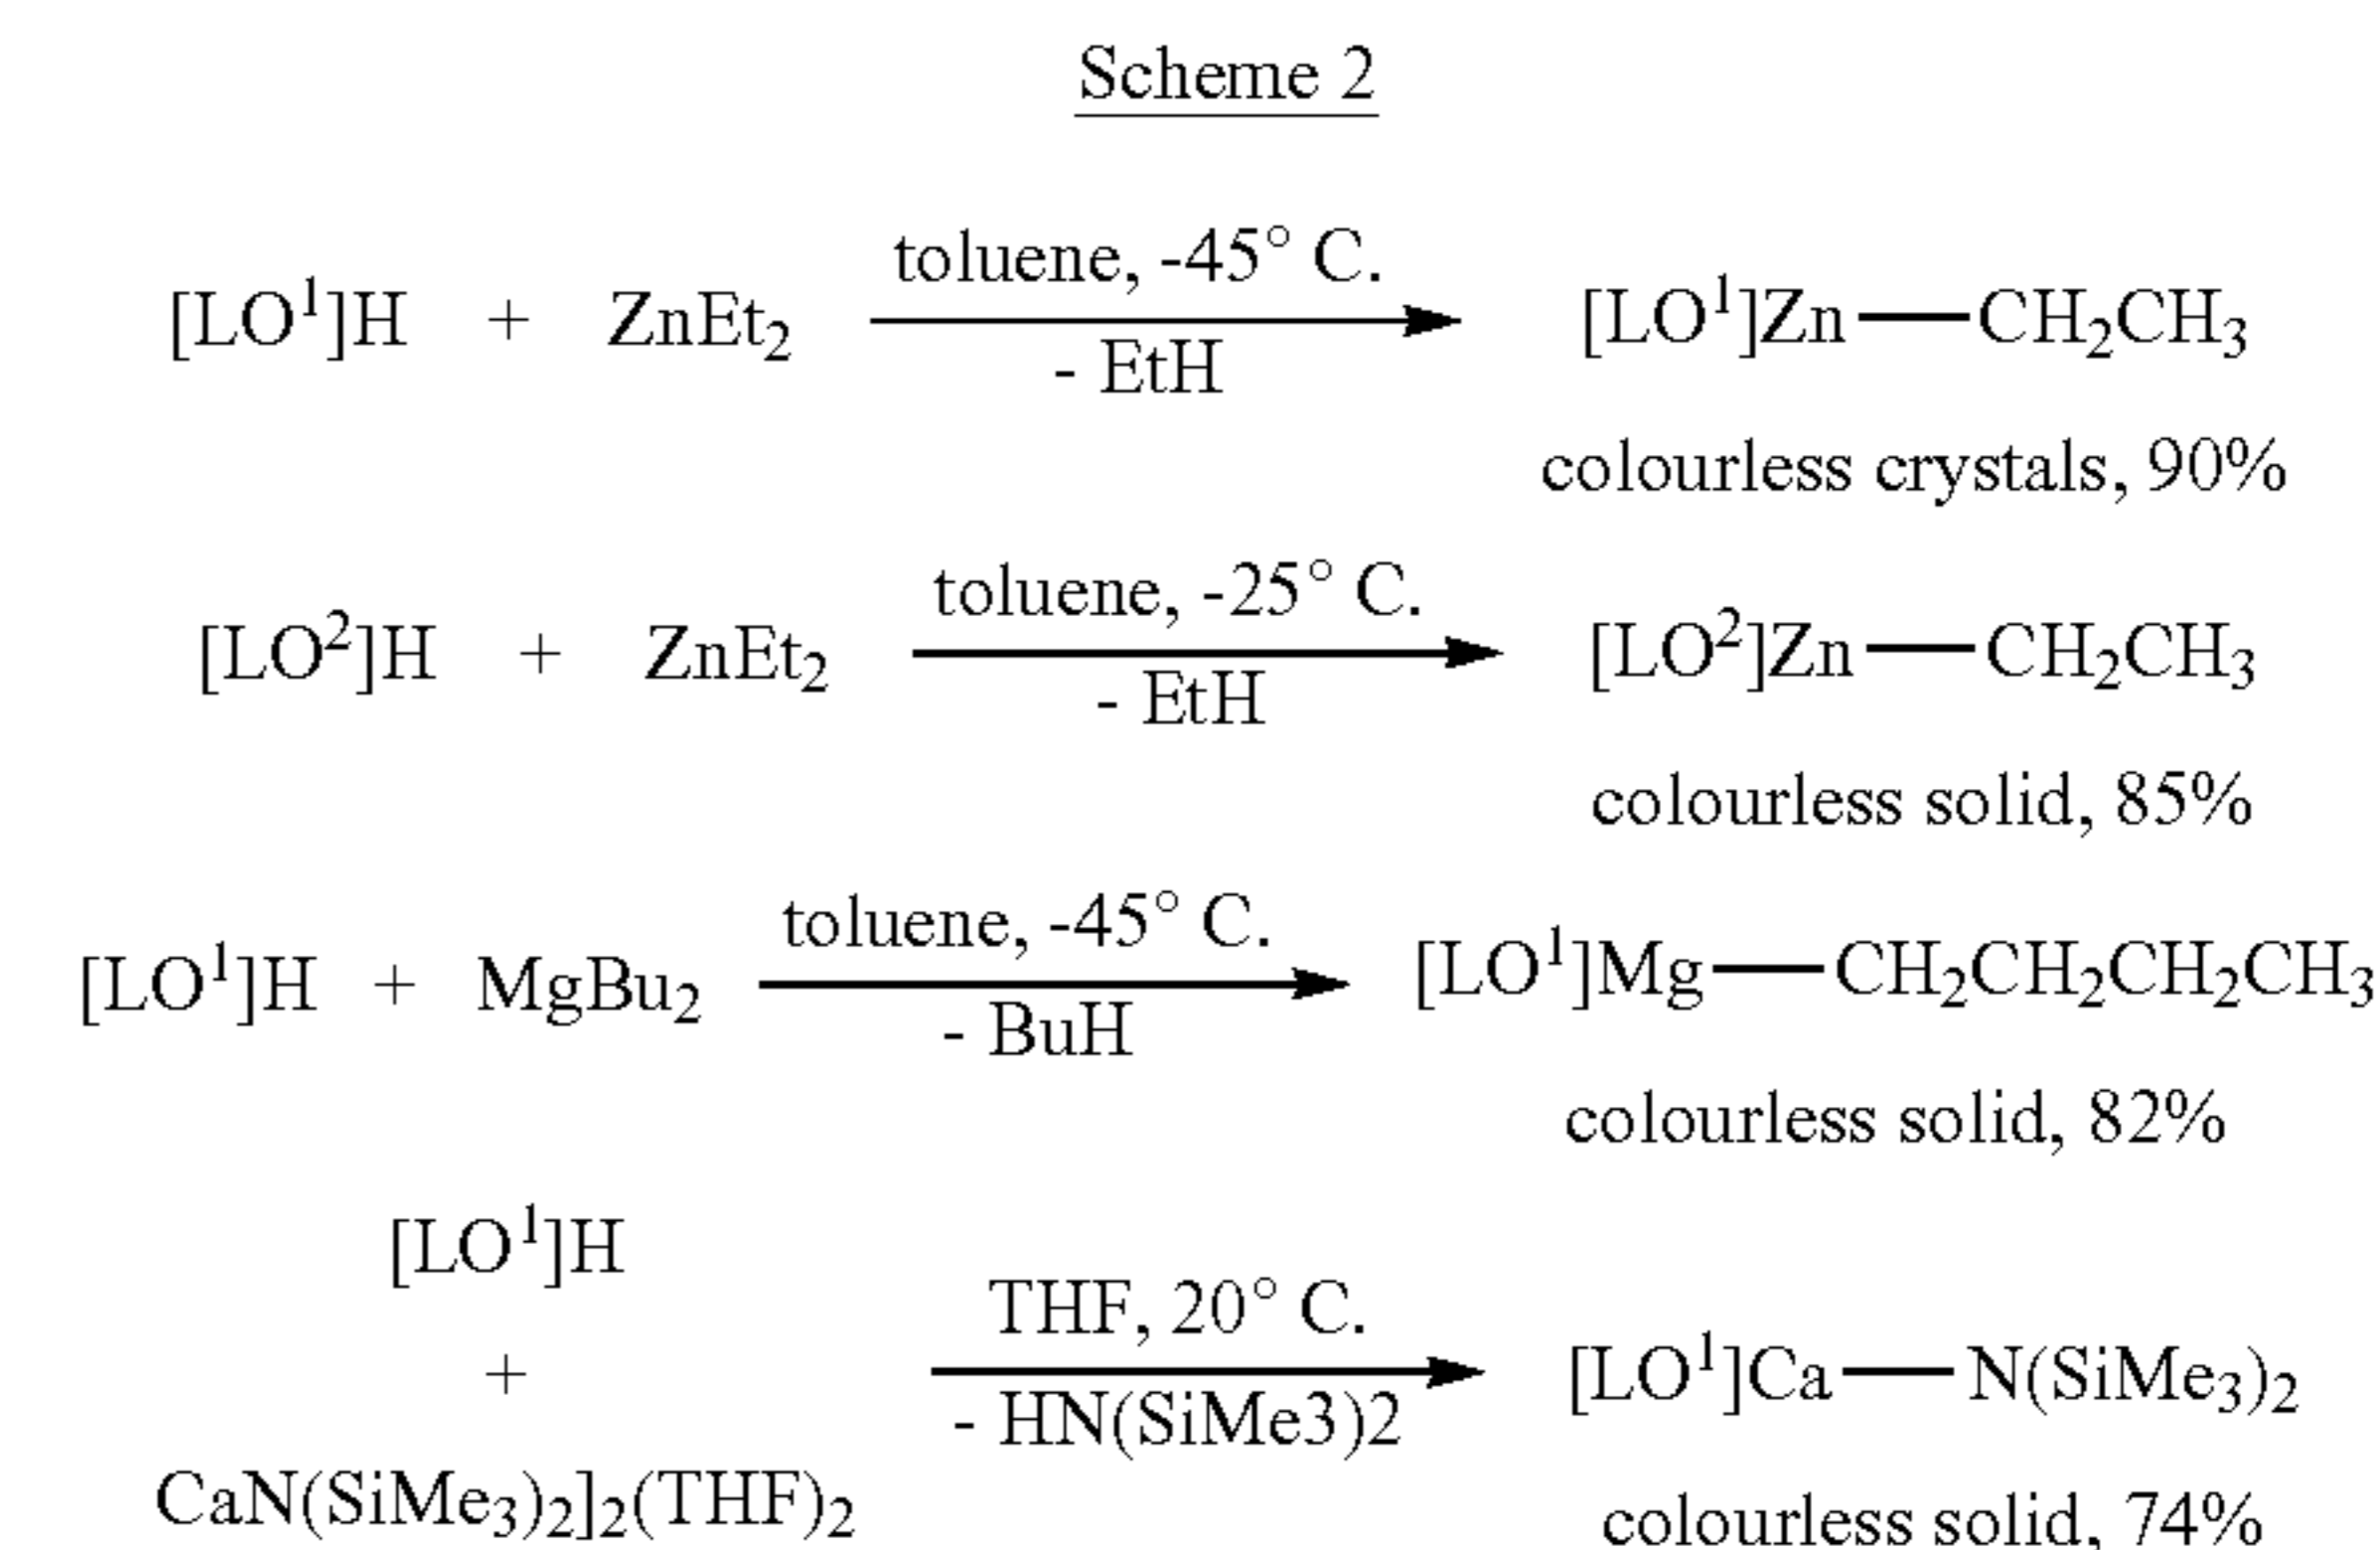 Scheme 2
[LO¹]H + ZnEt₂ toluene, -45° C. - EtH [LO¹]Zn—CH₂CH₃
colourless crystals, 90%
[LO²]H + ZnEt₂ toluene, -25° C. - EtH [LO²]Zn—CH₂CH₃
colourless solid, 85%
[LO¹]H + MgBu₂ toluene, -45° C. - BuH [LO¹]Mg—CH₂CH₂CH₂CH₃
colourless solid, 82%
[LO¹]H
+ THF, 20° C. - HN(SiMe3)2 [LO¹]Ca—N(SiMe₃)₂
CaN(SiMe₃)₂]₂(THF)₂
colourless solid, 74%